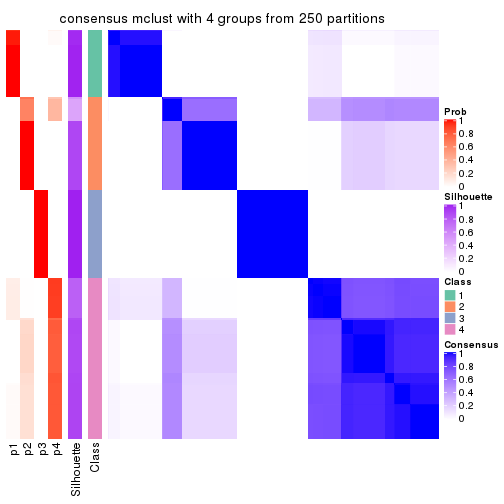 consensus mclust with 4 groups from 250 partitions
Prob
1
0.8
0.6
0.4
0.2
0
Silhouette
1
0.8
0.6
0.4
0.2
0
Class
1
2
3
4
Consensus
1
0.8
0.6
0.4
0.2
0
p1
p2
p3
p4
Silhouette
Class